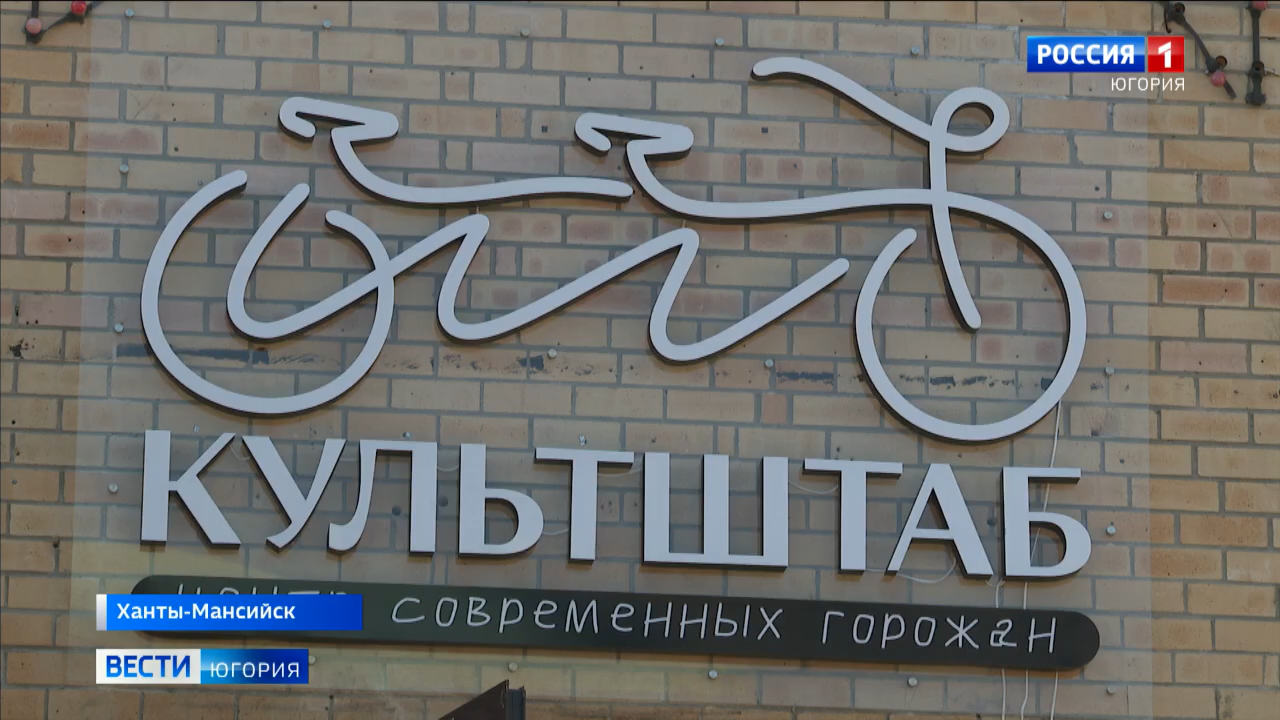 РОССИЯ 1
ЮГОРИЯ
КУЛЬТШТАБ
современных горожан
Ханты-Мансийск
ВЕСТИ ЮГОРИЯ